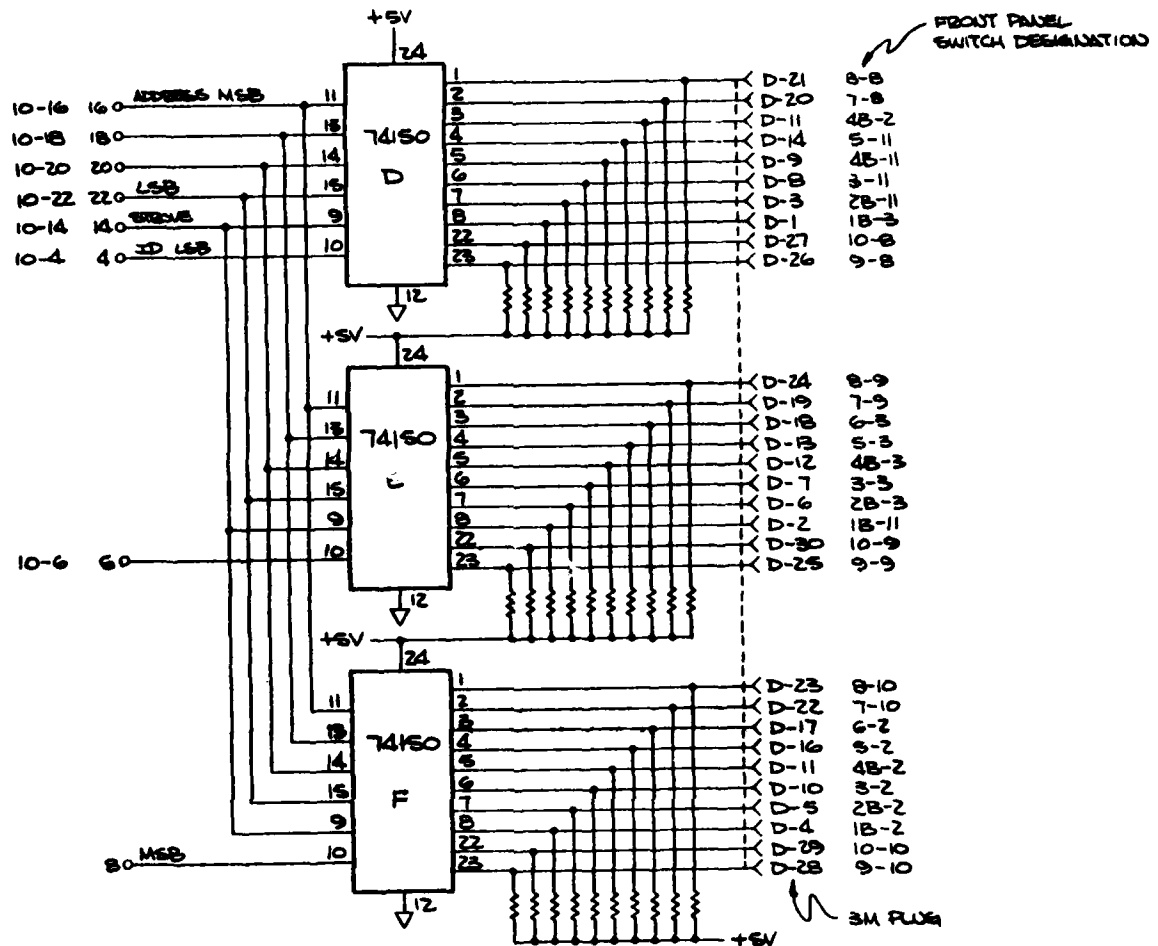 +5V
FRONT PANEL
SWITCH DESIGNATION
24
10-16 16 ADDRESS MSB 11 1 D-21 8-8
2 D-20 7-8
10-18 18 13 3 D-11 4B-2
74150 4 D-14 5-11
10-20 20 14 5 D-9 4B-11
D 6 D-8 3-11
10-22 22 LSB 15 7 D-3 2B-11
10-14 14 STROVE 9 8 D-1 1B-3
22 D-27 10-8
10-4 4 ID LSB 10 23 D-26 9-8
12
+5V
24
1 D-24 8-9
11 2 D-19 7-9
3 D-18 6-3
13 74150 4 D-13 5-3
14 5 D-12 4B-3
6 D-7 3-3
15 7 D-6 2B-3
9 8 D-2 1B-11
22 D-30 10-9
10-6 6 10 23 D-25 9-9
12
+5V
24
1 D-23 8-10
11 2 D-22 7-10
3 D-17 6-2
13 74150 4 D-16 5-2
14 5 D-11 4B-2
6 D-10 3-2
15 F 7 D-5 2B-2
9 8 D-4 1B-2
22 D-29 10-10
8 MSB 10 23 D-28 9-10
12
3M PLUG
+5V